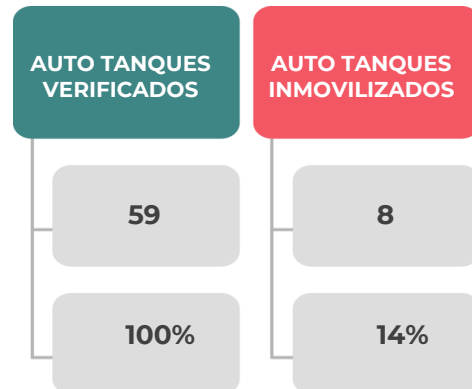 AUTO TANQUES
VERIFICADOS
59
100%
AUTO TANQUES
INMOVILIZADOS
8
14%